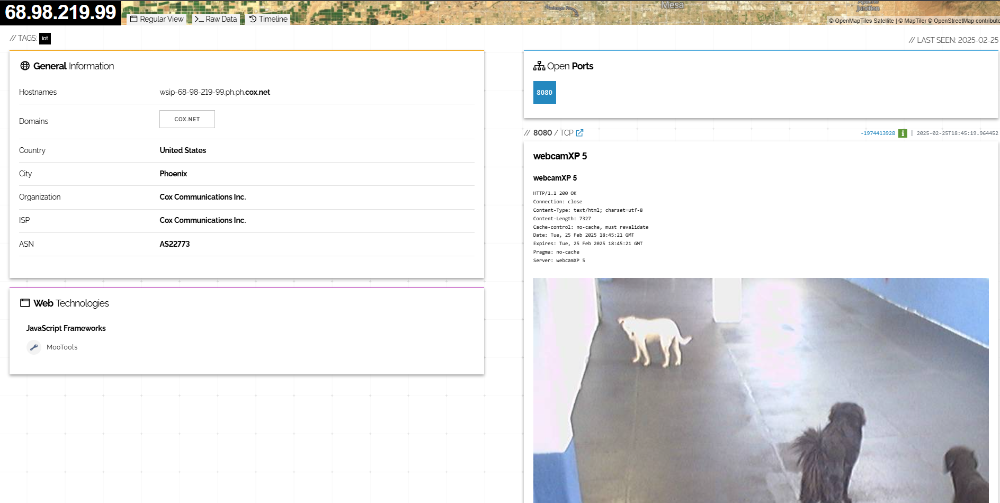 68.98.219.99
Regular View
Raw Data
Timeline
Mesa
Apache
Junction
© OpenMapTiles Satellite | © MapTiler © OpenStreetMap contributo
// TAGS: iot
// LAST SEEN: 2025-02-25
General Information
Hostnames wsip-68-98-219-99.ph.ph.cox.net
Domains COX.NET
Country United States
City Phoenix
Organization Cox Communications Inc.
ISP Cox Communications Inc.
ASN AS22773
Web Technologies
JavaScript Frameworks
MooTools
Open Ports
8080
// 8080 / TCP
-1974413928 | 2025-02-25T18:45:19.964452
webcamXP 5
webcamXP 5
HTTP/1.1 200 OK
Connection: close
Content-Type: text/html; charset=utf-8
Content-Length: 7327
Cache-control: no-cache, must revalidate
Date: Tue, 25 Feb 2025 18:45:21 GMT
Expires: Tue, 25 Feb 2025 18:45:21 GMT
Pragma: no-cache
Server: webcamXP 5